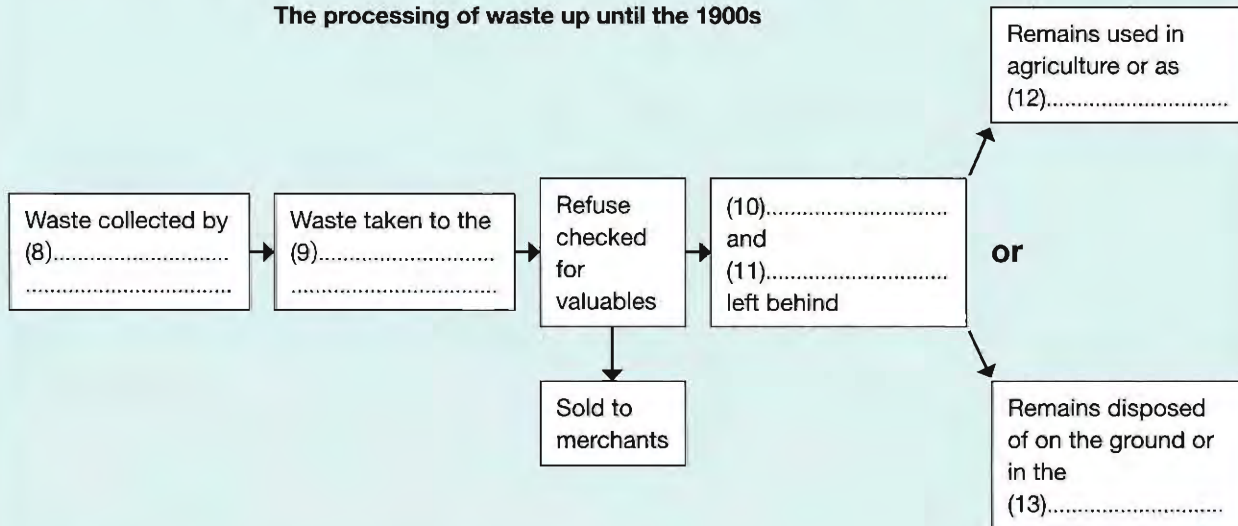 The processing of waste up until the 1900s
Waste collected by
(8)..............................
...................................
Waste taken to the
(9)..............................
...................................
Refuse
checked
for
valuables
Sold to
merchants
(10)..............................
and
(11)..............................
left behind
or
Remains used in
agriculture or as
(12)..............................
Remains disposed
of on the ground or
in the
(13)..............................